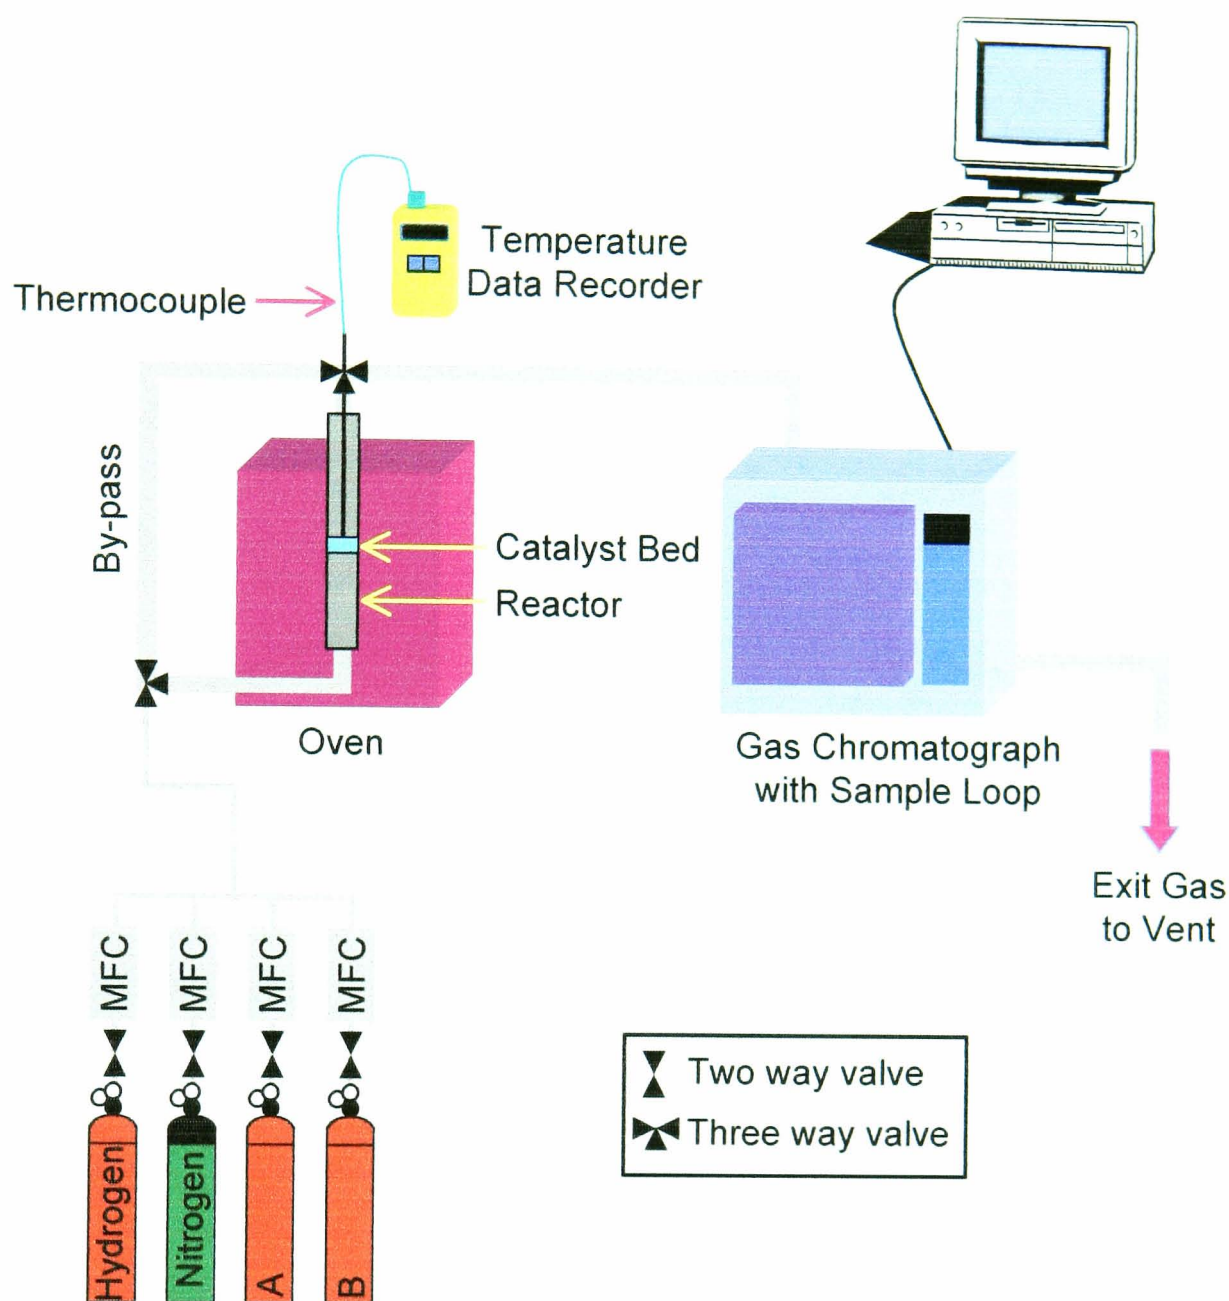 Temperature
Data Recorder
Thermocouple
By-pass
Catalyst Bed
Reactor
Oven
Gas Chromatograph
with Sample Loop
Exit Gas
to Vent
MFC
MFC
MFC
MFC
Two way valve
Three way valve
Hydrogen
Nitrogen
A
B